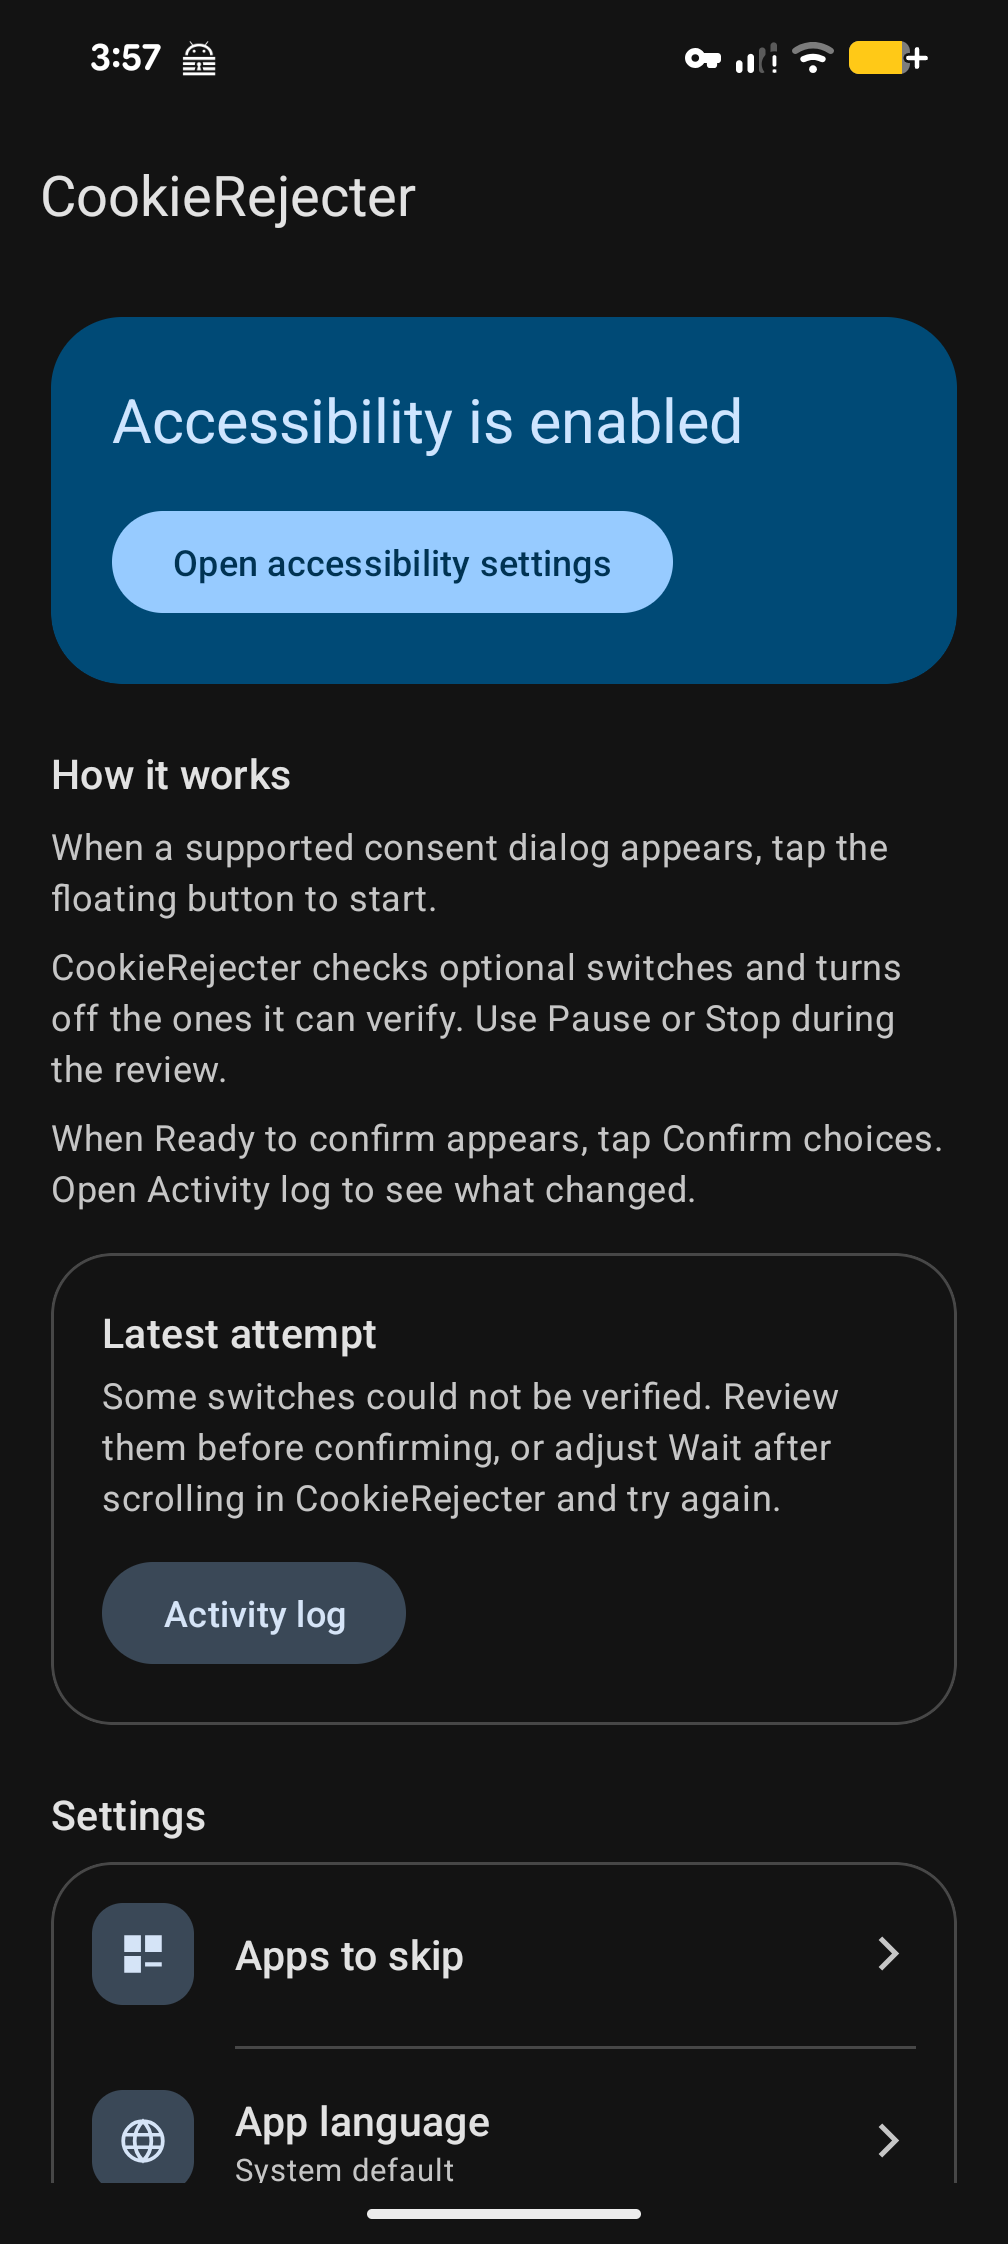 3:57
CookieRejecter
Accessibility is enabled
Open accessibility settings
How it works
When a supported consent dialog appears, tap the
floating button to start.
CookieRejecter checks optional switches and turns
off the ones it can verify. Use Pause or Stop during
the review.
When Ready to confirm appears, tap Confirm choices.
Open Activity log to see what changed.
Latest attempt
Some switches could not be verified. Review
them before confirming, or adjust Wait after
scrolling in CookieRejecter and try again.
Activity log
Settings
Apps to skip
App language
System default